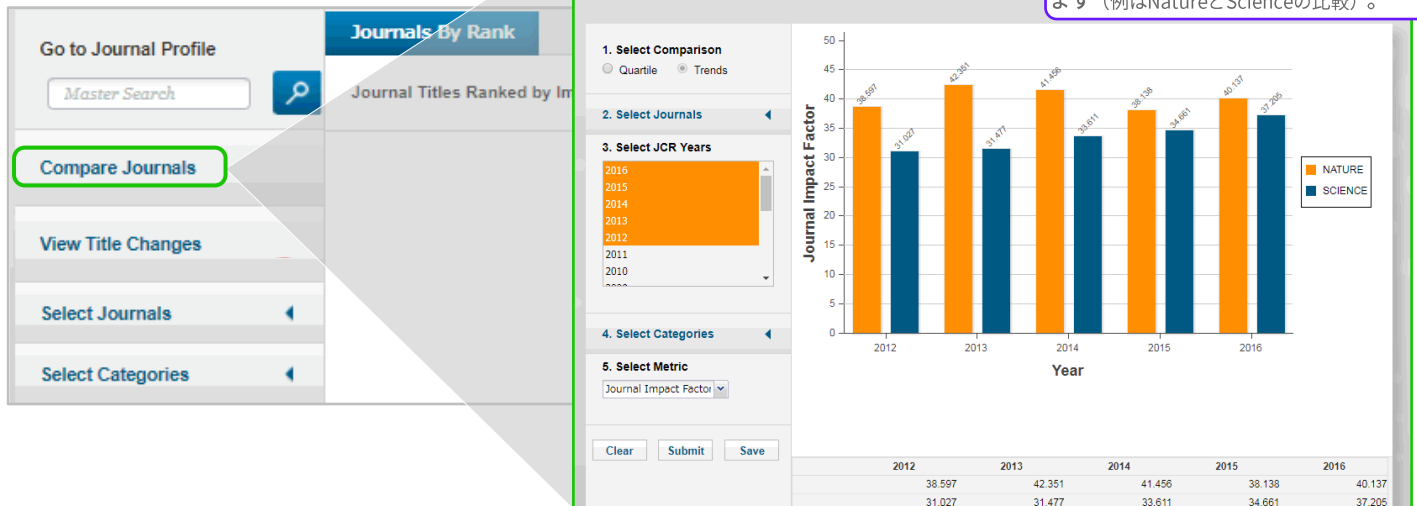 Go to Journal Profile
Master Search
Compare Journals
View Title Changes
Select Journals
Select Categories
Journals By Rank
Journal Titles Ranked by Im
ます（例はNatureとScienceの比較）。
1. Select Comparison
Quartile Trends
2. Select Journals
3. Select JCR Years
2016
2015
2014
2013
2012
2011
2010
4. Select Categories
5. Select Metric
Journal Impact Factor
Clear Submit Save
Journal Impact Factor
50
45
40
35
30
25
20
15
10
5
0
38.597 31.027 42.351 31.477 41.456 33.611 38.138 34.661 40.137 37.205
2012 2013 2014 2015 2016
Year
NATURE
SCIENCE
2012 2013 2014 2015 2016
38.597 42.351 41.456 38.138 40.137
31.027 31.477 33.611 34.661 37.205